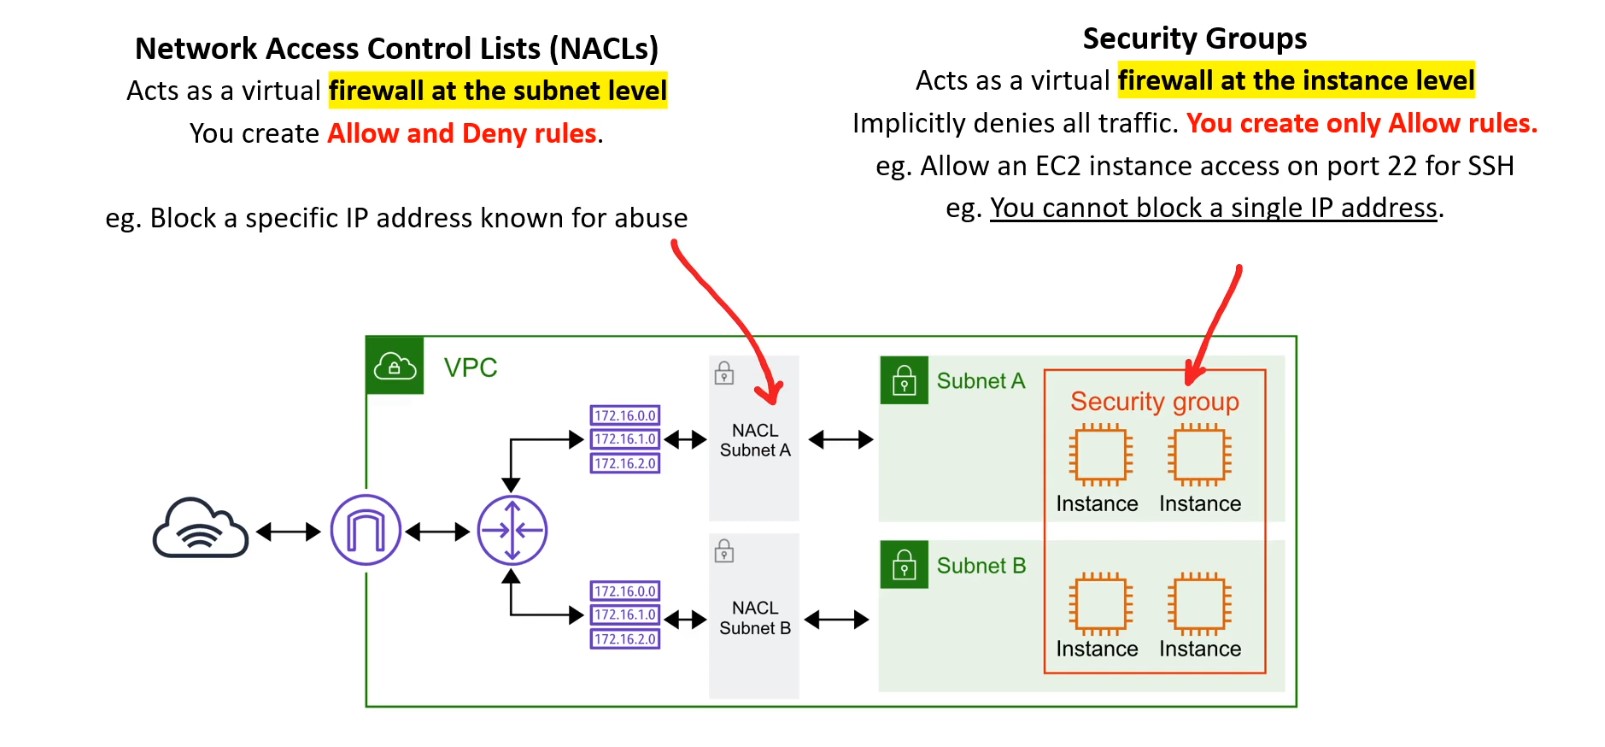 Network Access Control Lists (NACLs)
Acts as a virtual firewall at the subnet level
You create Allow and Deny rules.
eg. Block a specific IP address known for abuse
Security Groups
Acts as a virtual firewall at the instance level
Implicitly denies all traffic. You create only Allow rules.
eg. Allow an EC2 instance access on port 22 for SSH
eg. You cannot block a single IP address.
VPC
172.16.0.0
172.16.1.0
172.16.2.0
NACL
Subnet A
Subnet A
Security group
Instance
Instance
172.16.0.0
172.16.1.0
172.16.2.0
NACL
Subnet B
Subnet B
Instance
Instance